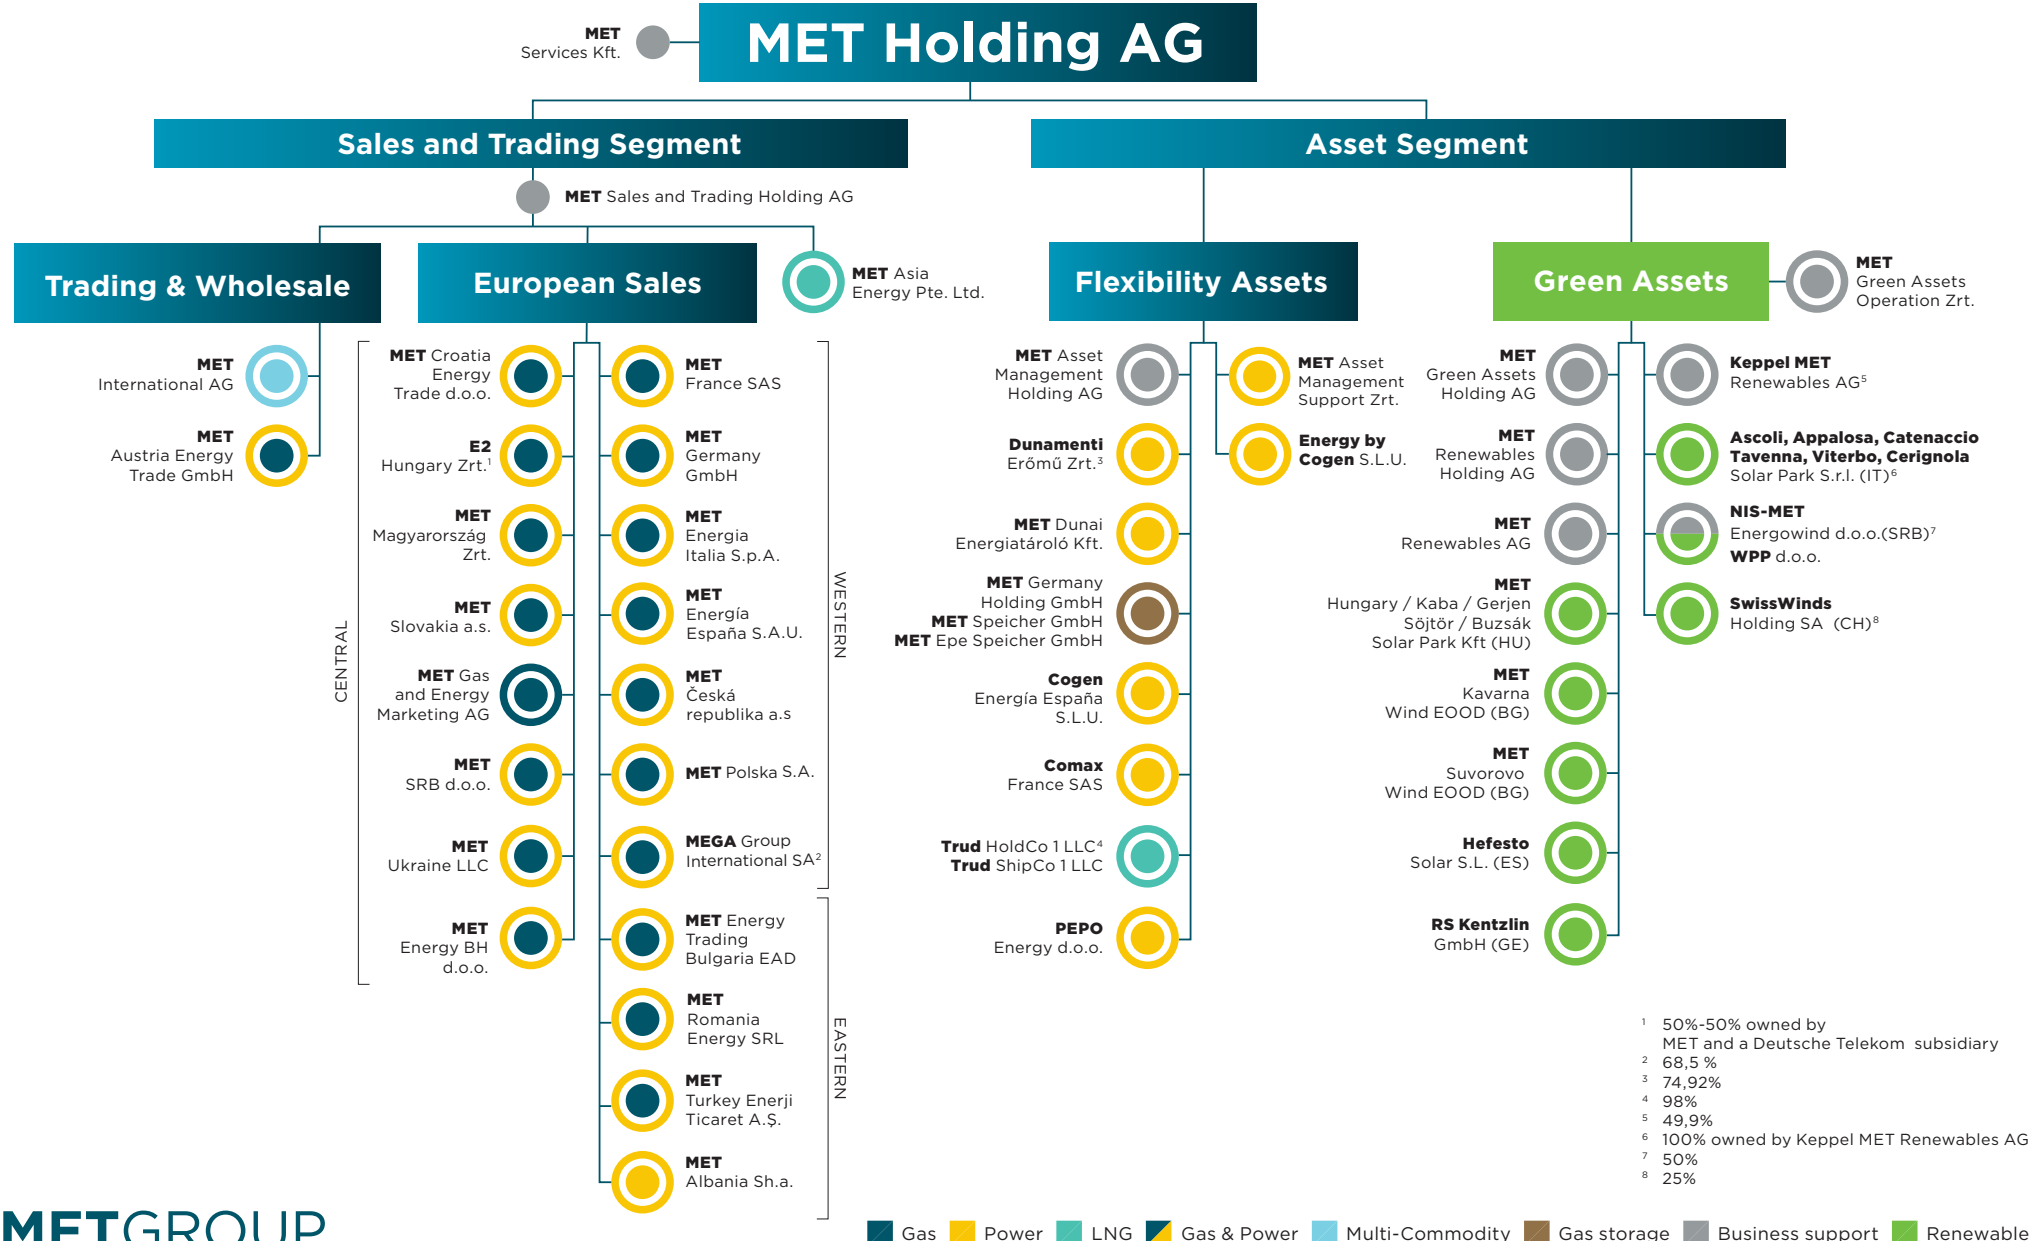 MET
Services Kft.
MET Holding AG
Sales and Trading Segment
Asset Segment
MET Sales and Trading Holding AG
Trading & Wholesale
European Sales
MET Asia
Energy Pte. Ltd.
Flexibility Assets
Green Assets
MET
Green Assets
Operation Zrt.
MET
International AG
MET
Austria Energy
Trade GmbH
CENTRAL
MET Croatia
Energy
Trade d.o.o.
E2
Hungary Zrt.¹
MET
Magyarország
Zrt.
MET
Slovakia a.s.
MET Gas
and Energy
Marketing AG
MET
SRB d.o.o.
MET
Ukraine LLC
MET
Energy BH
d.o.o.
MET
France SAS
MET
Germany
GmbH
MET
Energia
Italia S.p.A.
MET
Energía
España S.A.U.
MET
Česká
republika a.s
MET Polska S.A.
MEGA Group
International SA²
WESTERN
MET Energy
Trading
Bulgaria EAD
MET
Romania
Energy SRL
MET
Turkey Enerji
Ticaret A.Ş.
MET
Albania Sh.a.
EASTERN
MET Asset
Management
Holding AG
Dunamenti
Erőmű Zrt.³
MET Dunai
Energiatároló Kft.
MET Germany
Holding GmbH
MET Speicher GmbH
MET Epe Speicher GmbH
Cogen
Energía España
S.L.U.
Comax
France SAS
Trud HoldCo 1 LLC⁴
Trud ShipCo 1 LLC
PEPO
Energy d.o.o.
MET Asset
Management
Support Zrt.
Energy by
Cogen S.L.U.
MET
Green Assets
Holding AG
MET
Renewables
Holding AG
MET
Renewables AG
MET
Hungary / Kaba / Gerjen
Söjtör / Buzsák
Solar Park Kft (HU)
MET
Kavarna
Wind EOOD (BG)
MET
Suvorovo
Wind EOOD (BG)
Hefesto
Solar S.L. (ES)
RS Kentzlin
GmbH (GE)
Keppel MET
Renewables AG⁵
Ascoli, Appalosa, Catenaccio
Tavenna, Viterbo, Cerignola
Solar Park S.r.l. (IT)⁶
NIS-MET
Energowind d.o.o.(SRB)⁷
WPP d.o.o.
SwissWinds
Holding SA (CH)⁸
¹ 50%-50% owned by
MET and a Deutsche Telekom subsidiary
² 68,5 %
³ 74,92%
⁴ 98%
⁵ 49,9%
⁶ 100% owned by Keppel MET Renewables AG
⁷ 50%
⁸ 25%
METGROUP
Gas Power LNG Gas & Power Multi-Commodity Gas storage Business support Renewable